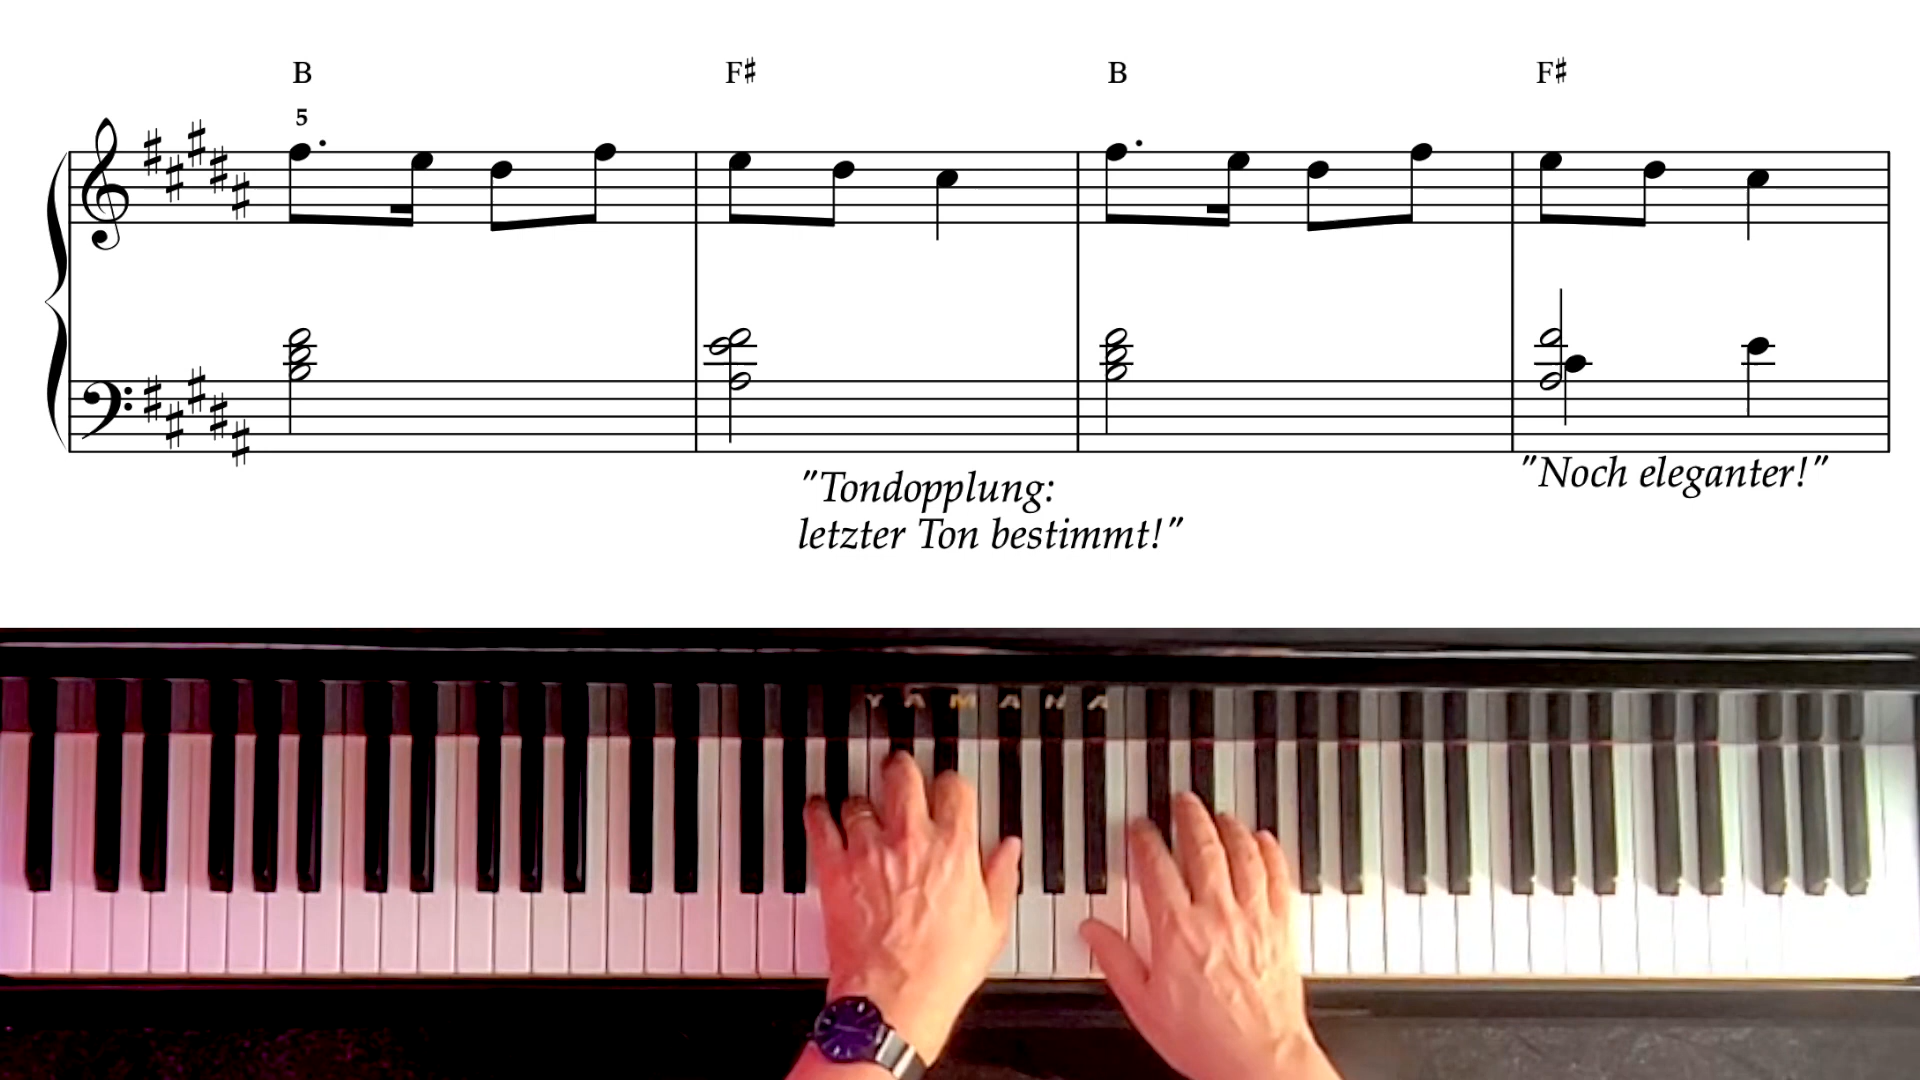 B F♯ B F♯
5
"Tondopplung:
letzter Ton bestimmt!"
"Noch eleganter!"
YAMAHA